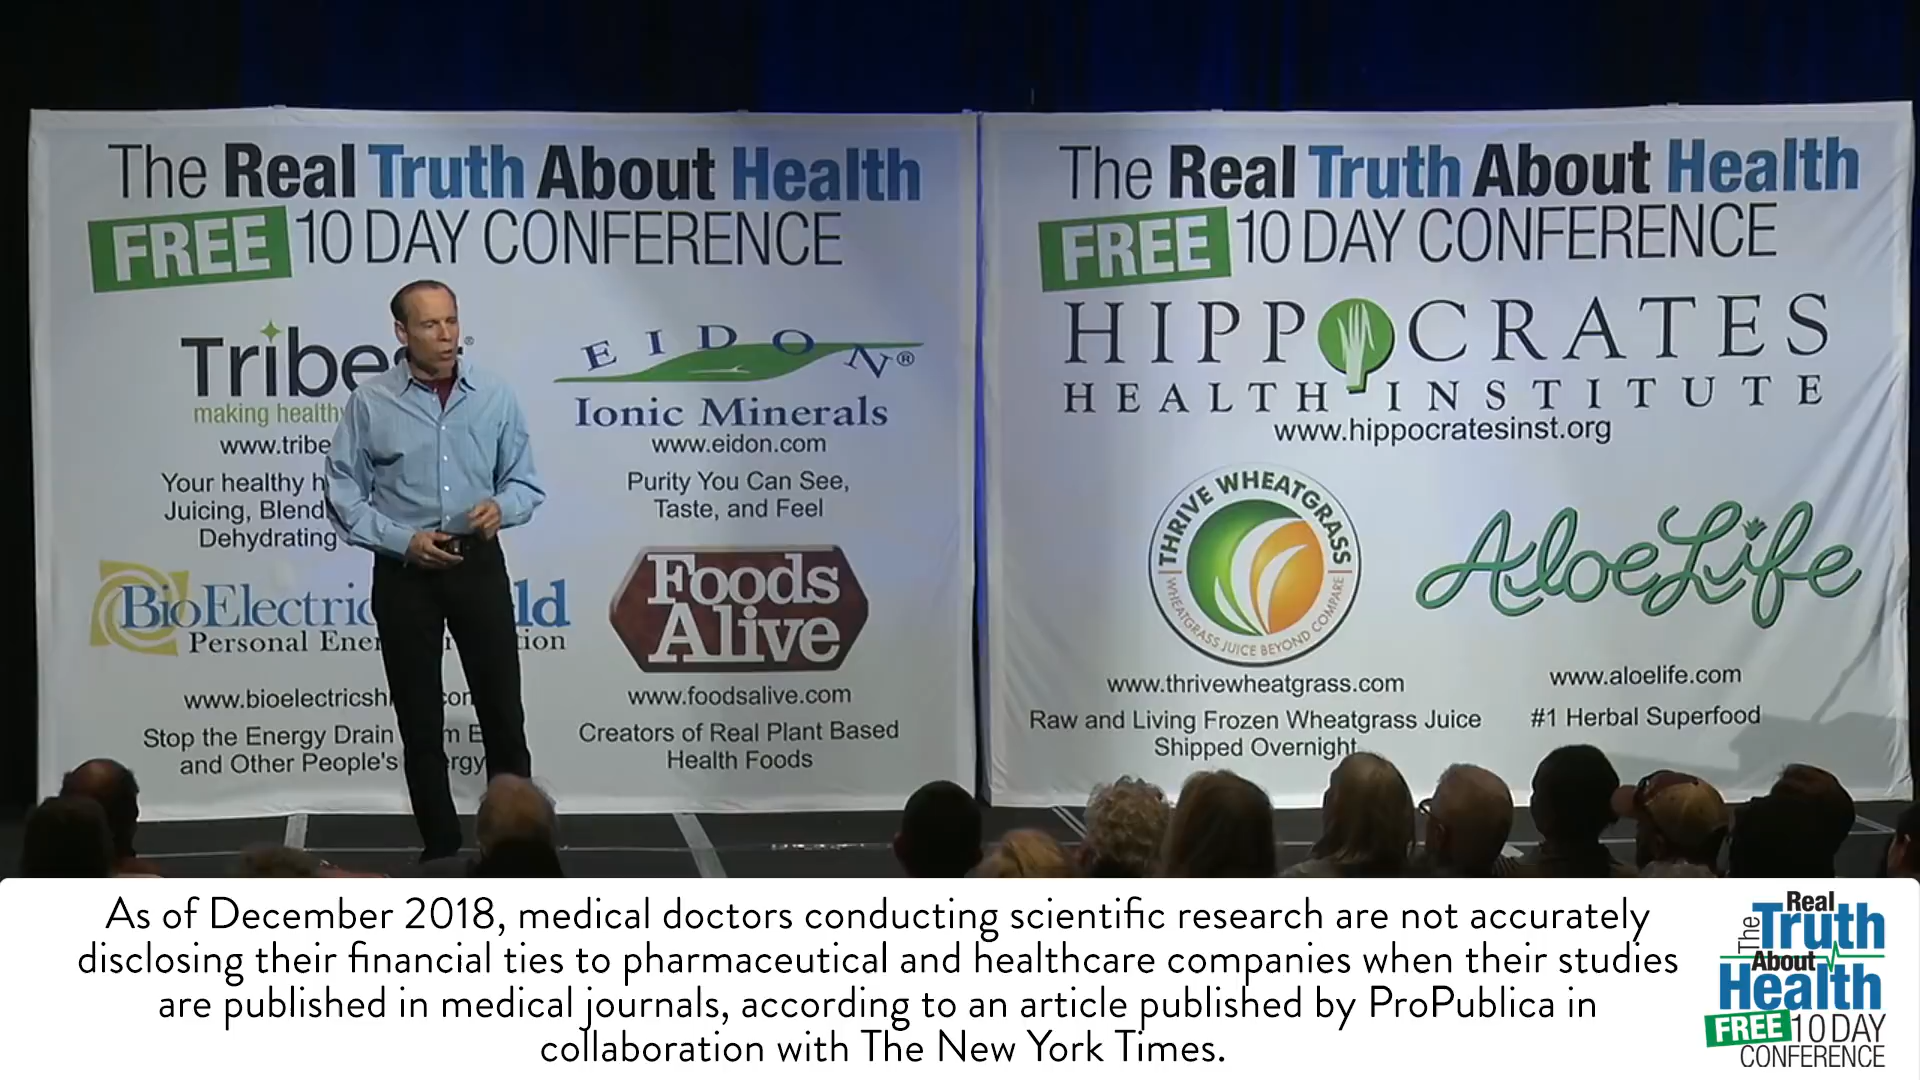 The Real Truth About Health
FREE 10 DAY CONFERENCE
making
www.
Your healthy
Juicing,
Dehydrating
BioElectric
Personal
Stop the Energy Drain
and Other People's
EIDON®
Ionic Minerals
www.eidon.com
Purity You Can See,
Taste, and Feel
Foods
Alive
www.foodsalive.com
Creators of Real Plant Based
Health Foods
The Real Truth About Health
FREE 10 DAY CONFERENCE
HIPPOCRATES
HEALTH INSTITUTE
www.hippocratesinst.org
THRIVE WHEATGRASS
WHEATGRASS JUICE BEYOND COMPARE
www.thrivewheatgrass.com
Raw and Living Frozen Wheatgrass Juice
Shipped Overnight
AloeLife
www.aloelife.com
#1 Herbal Superfood
As of December 2018, medical doctors conducting scientific research are not accurately
disclosing their financial ties to pharmaceutical and healthcare companies when their studies
are published in medical journals, according to an article published by ProPublica in
collaboration with The New York Times.
The Real
Truth
About
Health
FREE 10 DAY
CONFERENCE